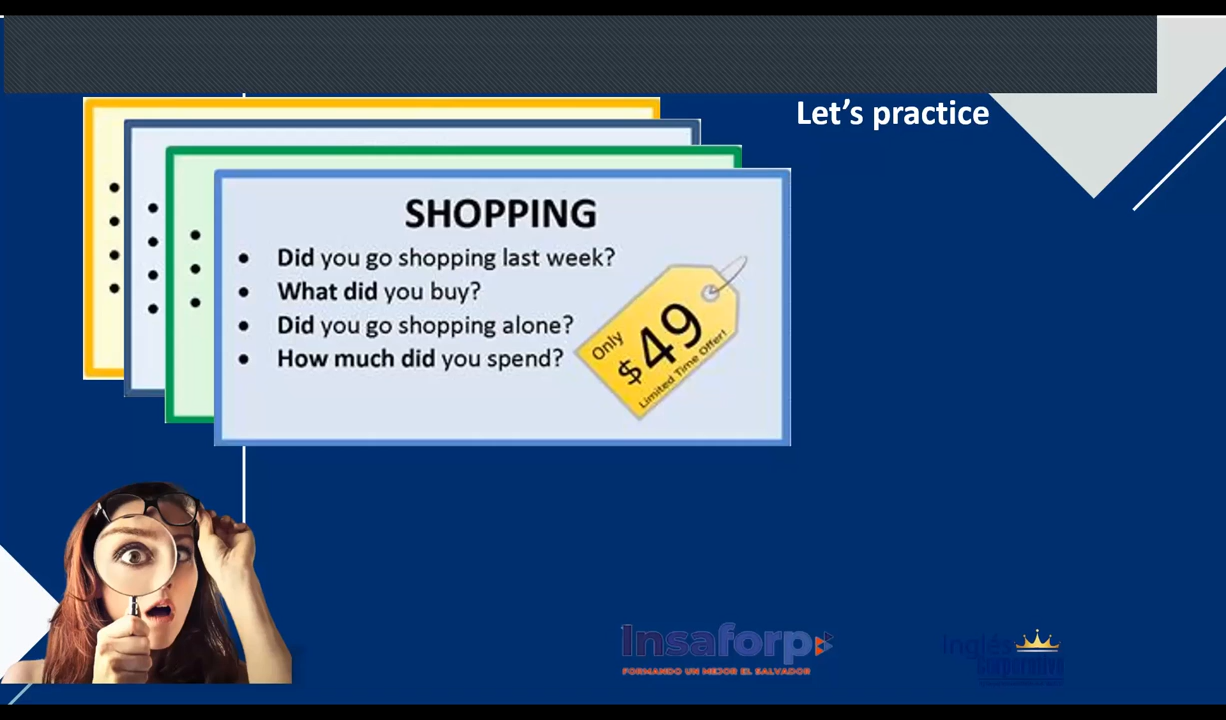 Let's practice
SHOPPING
• Did you go shopping last week?
• What did you buy?
• Did you go shopping alone?
• How much did you spend?
Only
$49
Limited Time Offer!
Insaforp
FORMANDO UN MEJOR EL SALVADOR
Inglés
Corporativo